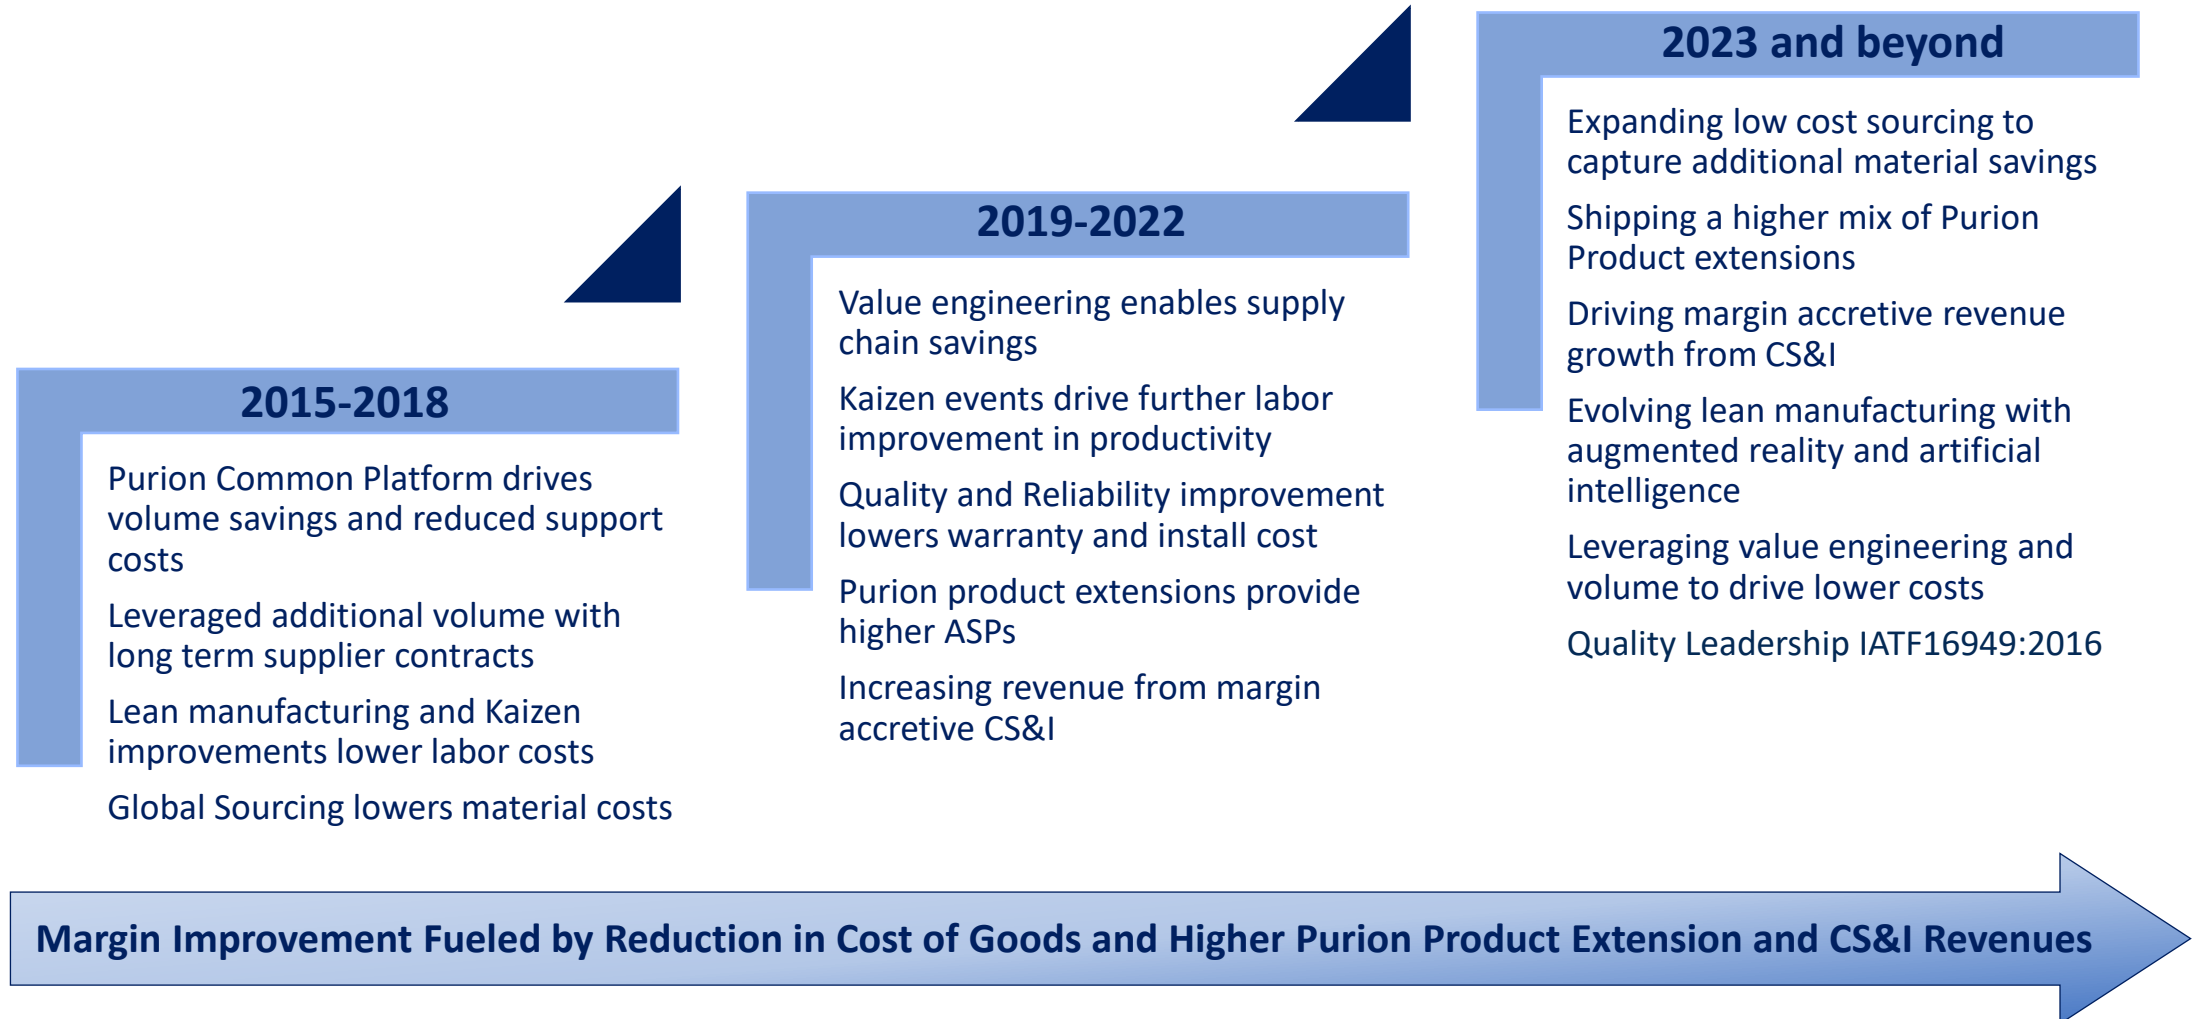 2015-2018
Purion Common Platform drives
volume savings and reduced support
costs
Leveraged additional volume with
long term supplier contracts
Lean manufacturing and Kaizen
improvements lower labor costs
Global Sourcing lowers material costs
2019-2022
Value engineering enables supply
chain savings
Kaizen events drive further labor
improvement in productivity
Quality and Reliability improvement
lowers warranty and install cost
Purion product extensions provide
higher ASPs
Increasing revenue from margin
accretive CS&I
2023 and beyond
Expanding low cost sourcing to
capture additional material savings
Shipping a higher mix of Purion
Product extensions
Driving margin accretive revenue
growth from CS&I
Evolving lean manufacturing with
augmented reality and artificial
intelligence
Leveraging value engineering and
volume to drive lower costs
Quality Leadership IATF16949:2016
Margin Improvement Fueled by Reduction in Cost of Goods and Higher Purion Product Extension and CS&I Revenues